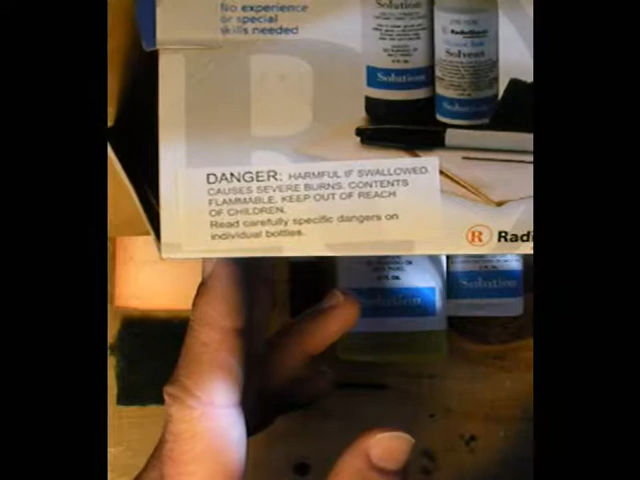 No experience
or special
skills needed
Solution
Solvent
Solutions
Solution
DANGER: HARMFUL IF SWALLOWED.
CAUSES SEVERE BURNS. CONTENTS
FLAMMABLE. KEEP OUT OF REACH
OF CHILDREN.
Read carefully specific dangers on
individual bottles.
R Radi
Solution
Solution